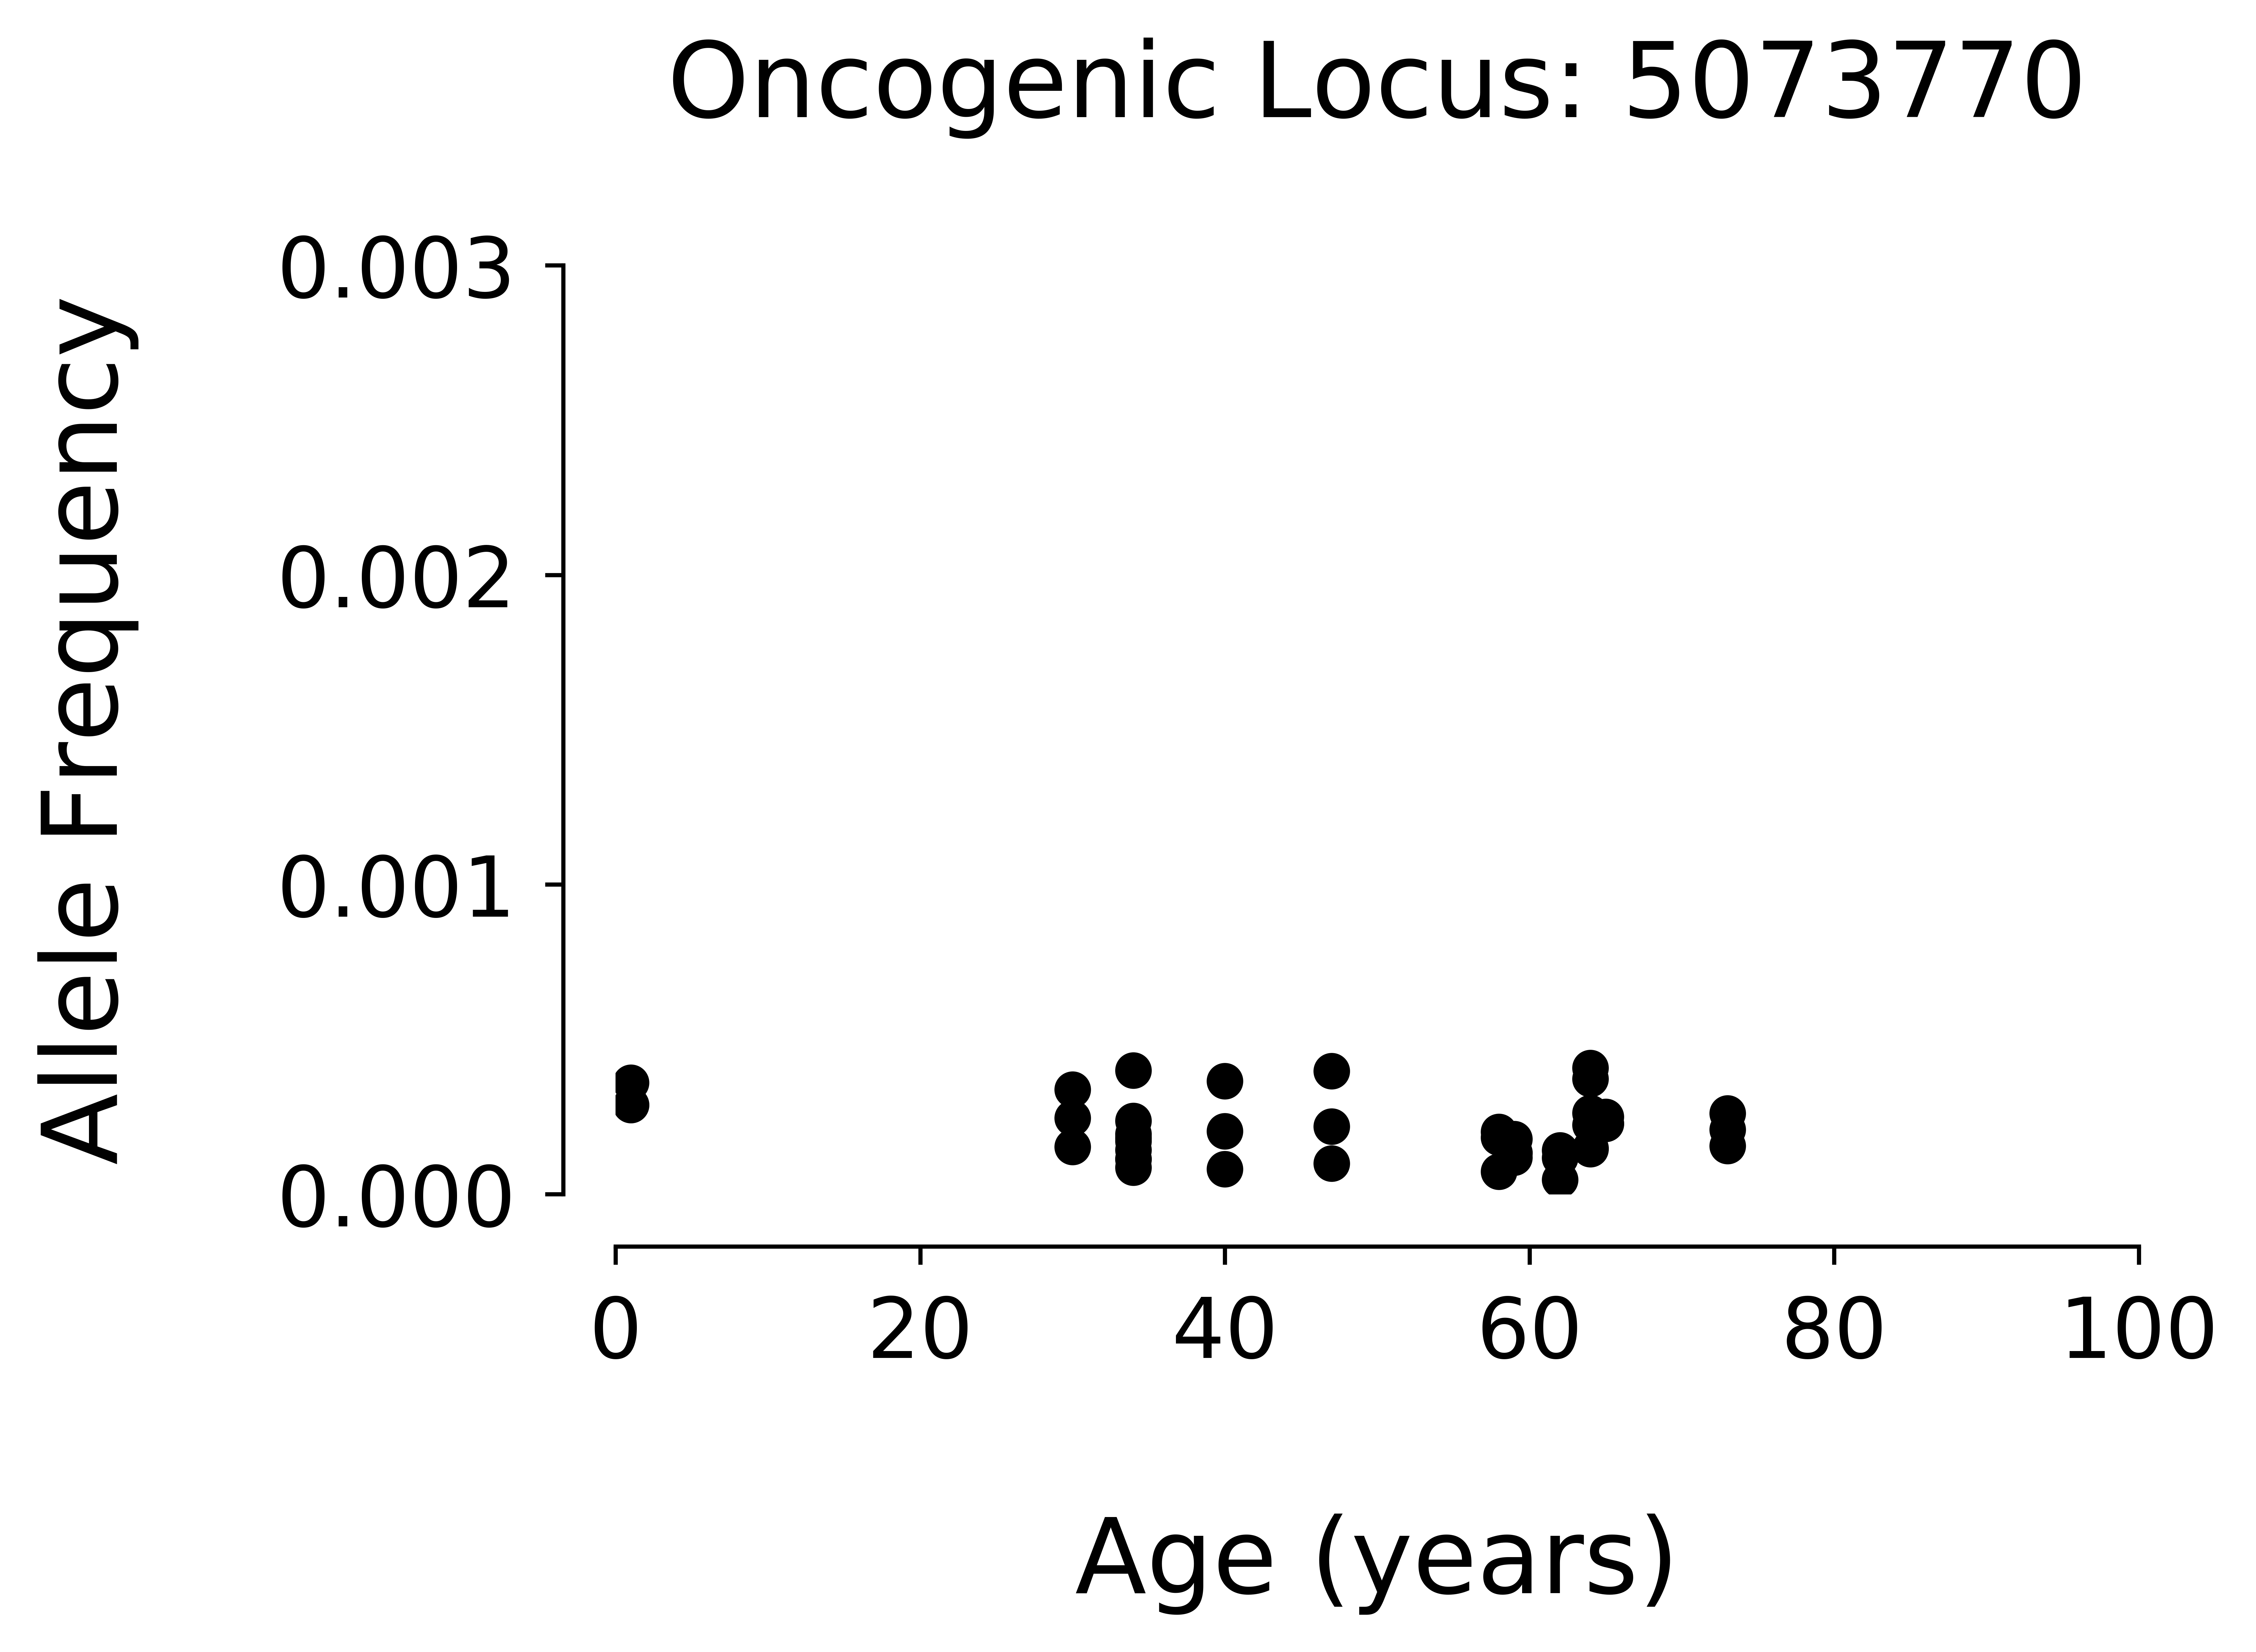 Oncogenic Locus: 5073770
Allele Frequency
0.003
0.002
0.001
0.000
0 20 40 60 80 100
Age (years)